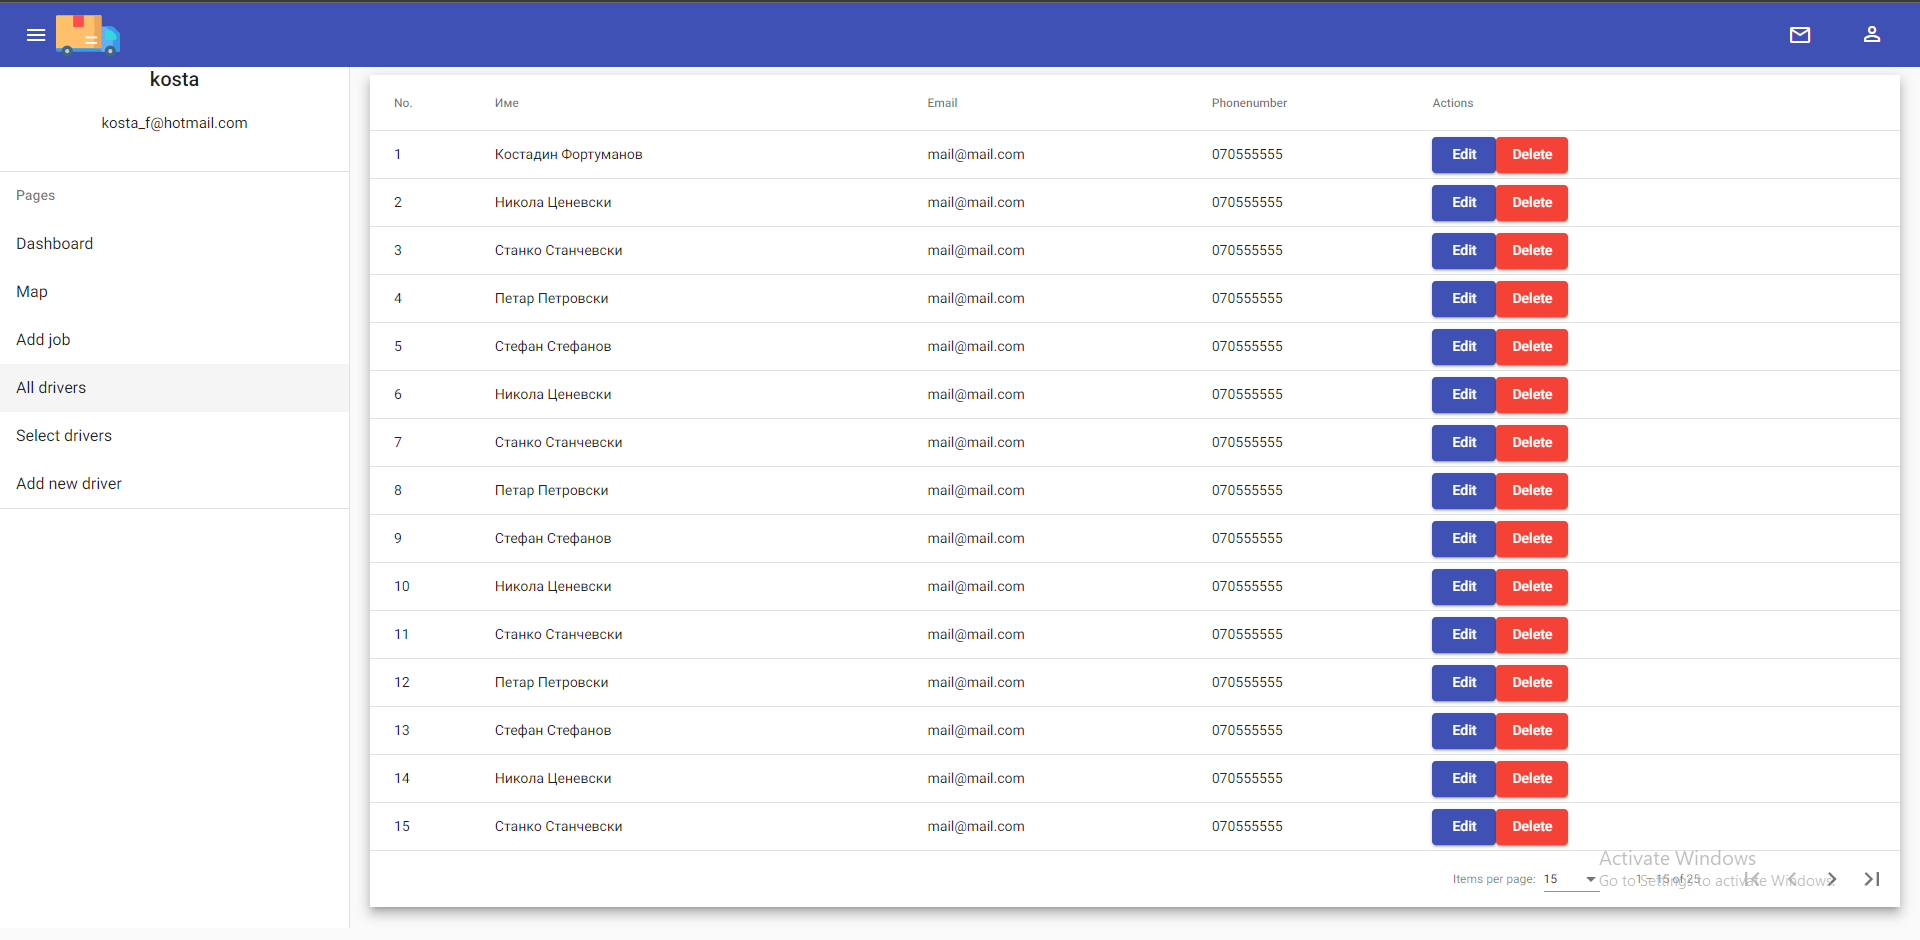 kosta
kosta_f@hotmail.com
Pages
Dashboard
Map
Add job
All drivers
Select drivers
Add new driver
No. Име Email Phonenumber Actions
1 Костадин Фортуманов mail@mail.com 070555555 Edit Delete
2 Никола Ценевски mail@mail.com 070555555 Edit Delete
3 Станко Станчевски mail@mail.com 070555555 Edit Delete
4 Петар Петровски mail@mail.com 070555555 Edit Delete
5 Стефан Стефанов mail@mail.com 070555555 Edit Delete
6 Никола Ценевски mail@mail.com 070555555 Edit Delete
7 Станко Станчевски mail@mail.com 070555555 Edit Delete
8 Петар Петровски mail@mail.com 070555555 Edit Delete
9 Стефан Стефанов mail@mail.com 070555555 Edit Delete
10 Никола Ценевски mail@mail.com 070555555 Edit Delete
11 Станко Станчевски mail@mail.com 070555555 Edit Delete
12 Петар Петровски mail@mail.com 070555555 Edit Delete
13 Стефан Стефанов mail@mail.com 070555555 Edit Delete
14 Никола Ценевски mail@mail.com 070555555 Edit Delete
15 Станко Станчевски mail@mail.com 070555555 Edit Delete
Items per page: 15 1 – 15 of 25
Activate Windows
Go to Settings to activate Windows.